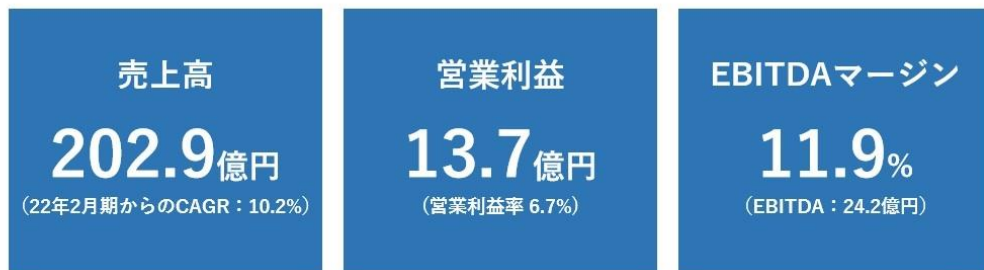 売上高
202.9億円
（22年2月期からのCAGR：10.2%）
営業利益
13.7億円
（営業利益率 6.7%）
EBITDAマージン
11.9%
（EBITDA：24.2億円）